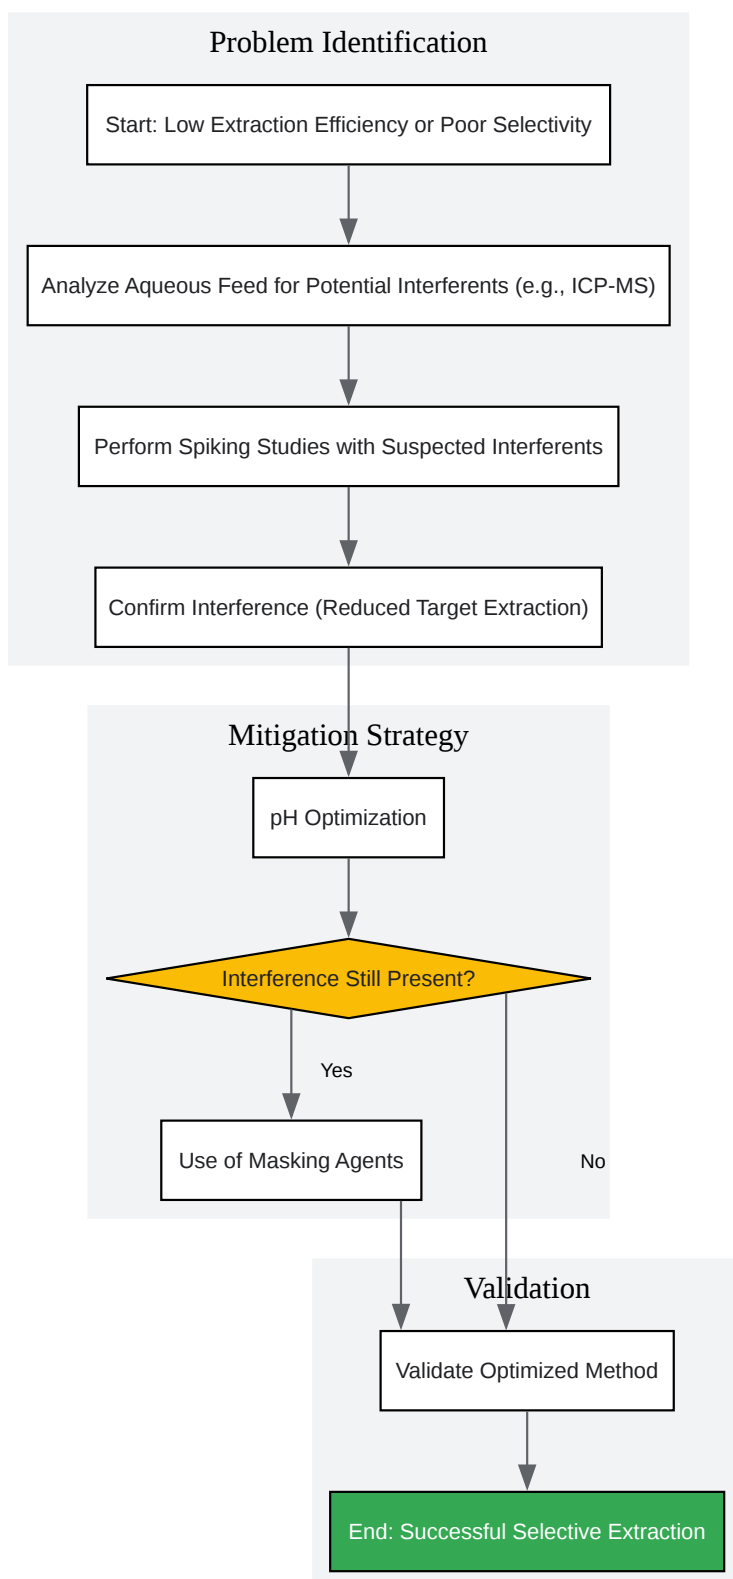 Problem Identification
Start: Low Extraction Efficiency or Poor Selectivity
Analyze Aqueous Feed for Potential Interferents (e.g., ICP-MS)
Perform Spiking Studies with Suspected Interferents
Confirm Interference (Reduced Target Extraction)
Mitigation Strategy
pH Optimization
Interference Still Present?
Yes
Use of Masking Agents
No
Validation
Validate Optimized Method
End: Successful Selective Extraction